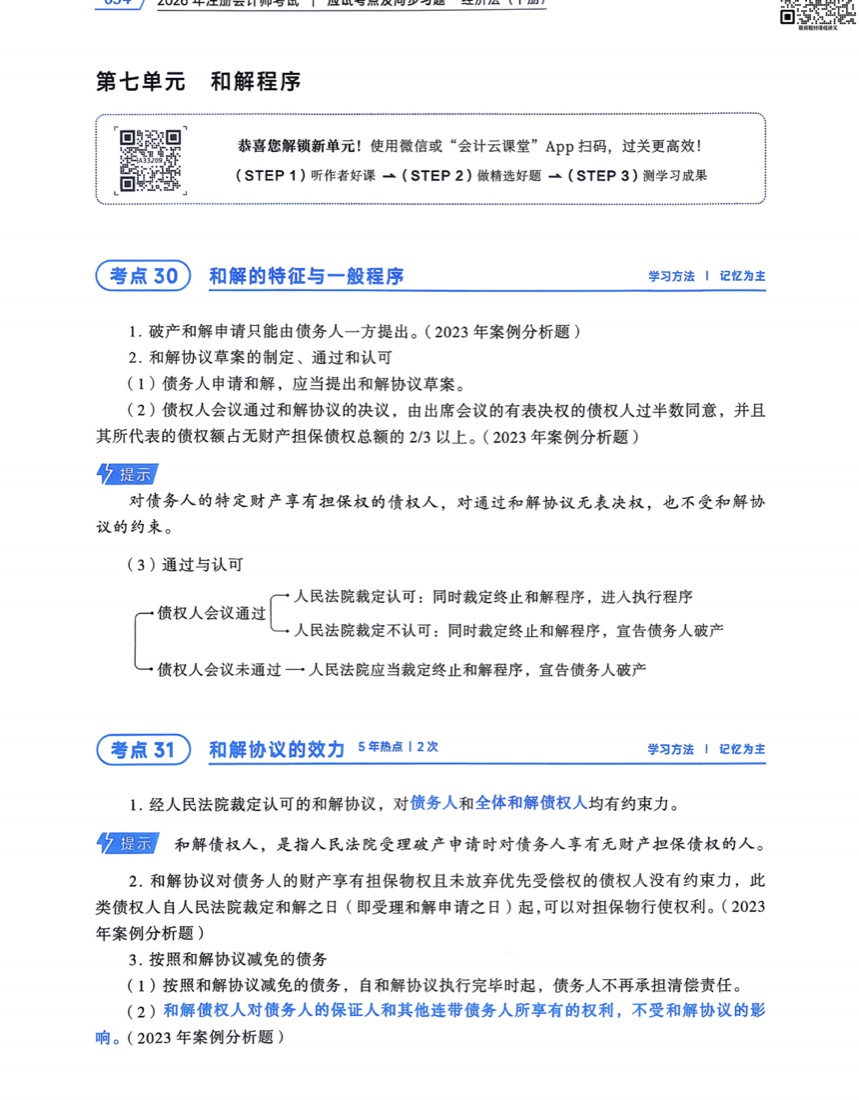 2026 年注册会计师考试 | 应试考点及同步习题 经济法（下册）
第七单元 和解程序
恭喜您解锁新单元！使用微信或“会计云课堂”App 扫码，过关更高效！
（STEP 1）听作者好课 ⇀（STEP 2）做精选好题 ⇀（STEP 3）测学习成果
考点 30 和解的特征与一般程序 学习方法 | 记忆为主
1. 破产和解申请只能由债务人一方提出。（2023 年案例分析题）
2. 和解协议草案的制定、通过和认可
（1）债务人申请和解，应当提出和解协议草案。
（2）债权人会议通过和解协议的决议，由出席会议的有表决权的债权人过半数同意，并且
其所代表的债权额占无财产担保债权总额的 2/3 以上。（2023 年案例分析题）
提示
对债务人的特定财产享有担保权的债权人，对通过和解协议无表决权，也不受和解协
议的约束。
（3）通过与认可
债权人会议通过
人民法院裁定认可：同时裁定终止和解程序，进入执行程序
人民法院裁定不认可：同时裁定终止和解程序，宣告债务人破产
债权人会议未通过 → 人民法院应当裁定终止和解程序，宣告债务人破产
考点 31 和解协议的效力 5 年热点 | 2 次 学习方法 | 记忆为主
1. 经人民法院裁定认可的和解协议，对债务人和全体和解债权人均有约束力。
提示 和解债权人，是指人民法院受理破产申请时对债务人享有无财产担保债权的人。
2. 和解协议对债务人的财产享有担保物权且未放弃优先受偿权的债权人没有约束力，此
类债权人自人民法院裁定和解之日（即受理和解申请之日）起，可以对担保物行使权利。（2023
年案例分析题）
3. 按照和解协议减免的债务
（1）按照和解协议减免的债务，自和解协议执行完毕时起，债务人不再承担清偿责任。
（2）和解债权人对债务人的保证人和其他连带债务人所享有的权利，不受和解协议的影
响。（2023 年案例分析题）